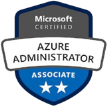 Microsoft
CERTIFIED
AZURE
ADMINISTRATOR
ASSOCIATE